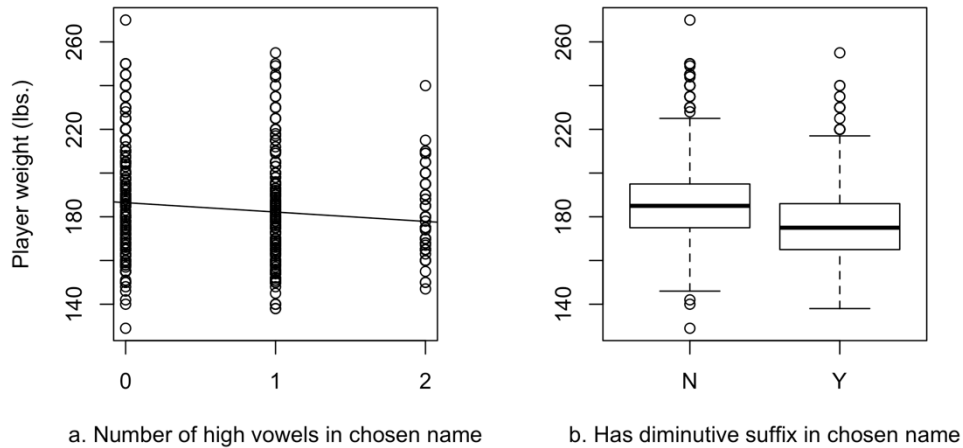 Player weight (lbs.)
260
220
180
140
0 1 2
a. Number of high vowels in chosen name
260
220
180
140
N Y
b. Has diminutive suffix in chosen name